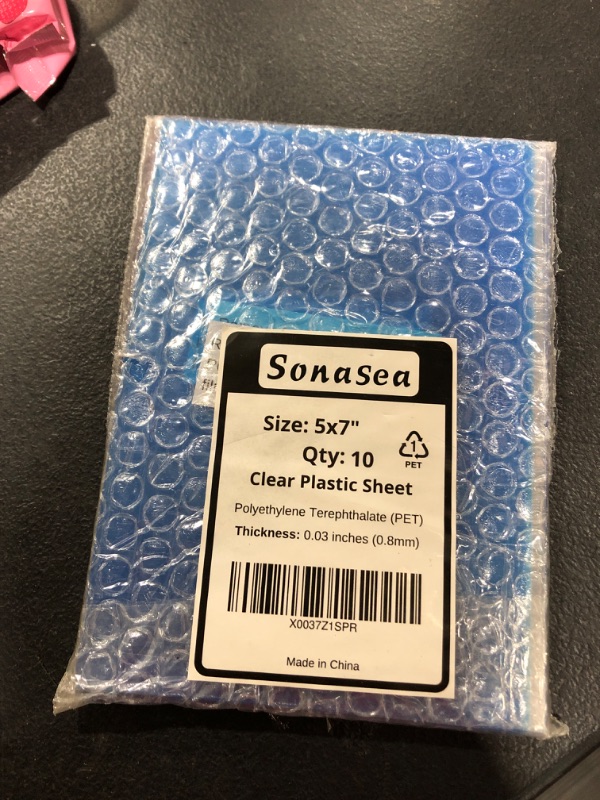 Sonasea
Size: 5x7"
Qty: 10
Clear Plastic Sheet
1
PET
Polyethylene Terephthalate (PET)
Thickness: 0.03 inches (0.8mm)
X0037Z1SPR
Made in China